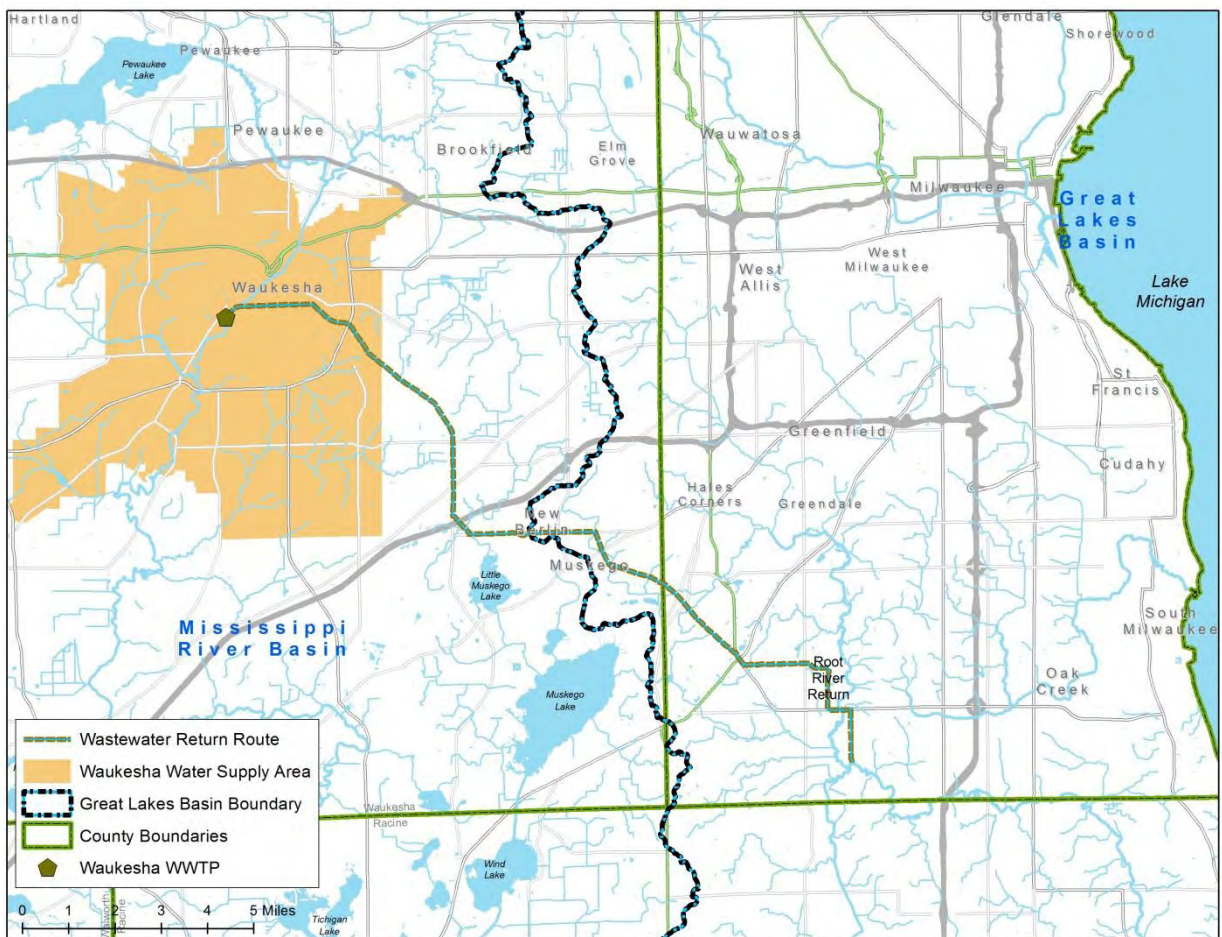 Hartland
Glendale
Shorewood
Pewaukee
Pewaukee
Lake
Pewaukee
Brookfield
Elm
Grove
Wauwatosa
Milwaukee
Great
Lakes
Basin
West
Milwaukee
West
Allis
Lake
Michigan
Waukesha
St
Francis
Greenfield
Cudahy
Hales
Corners
Greendale
New
Berlin
Muskego
Little
Muskego
Lake
Mississippi
River Basin
South
Milwaukee
Root
River
Return
Oak
Creek
Muskego
Lake
Wastewater Return Route
Waukesha Water Supply Area
Great Lakes Basin Boundary
County Boundaries
Waukesha WWTP
Waukesha
Racine
Wind
Lake
0 1 2 3 4 5 Miles
Walworth
Racine
Tichigan
Lake